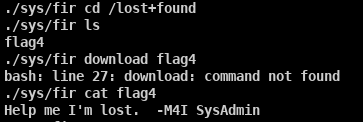 ./sys/fir cd /lost+found
./sys/fir ls
flag4
./sys/fir download flag4
bash: line 27: download: command not found
./sys/fir cat flag4
Help me I'm lost.  -M4I SysAdmin